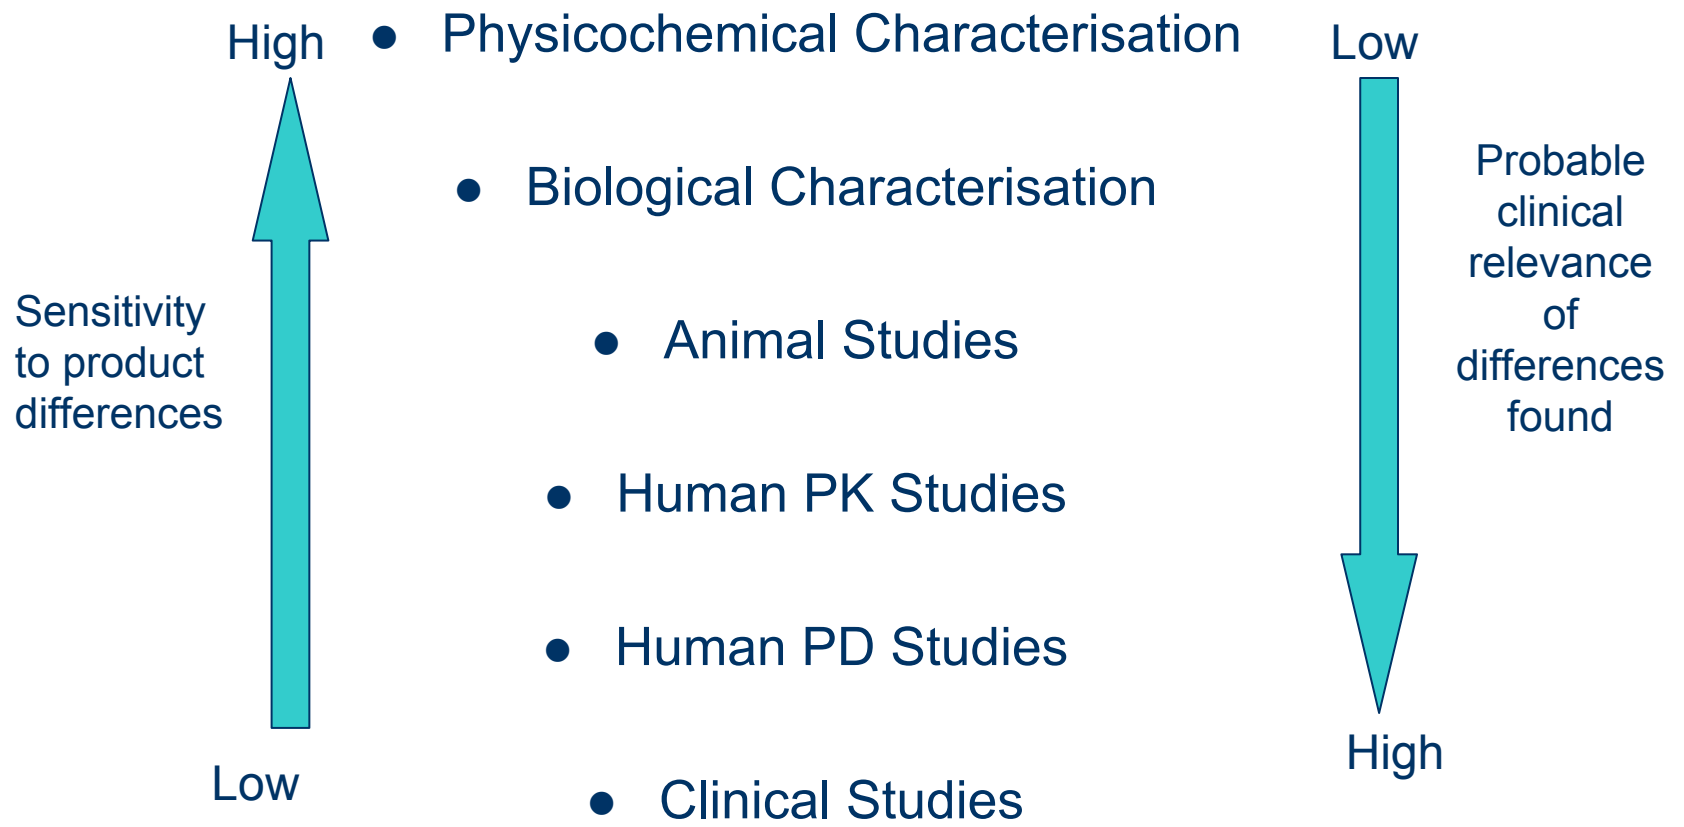 High
● Physicochemical Characterisation
Low
● Biological Characterisation
Probable
clinical
relevance
of
differences
found
Sensitivity
to product
differences
● Animal Studies
● Human PK Studies
● Human PD Studies
High
Low
● Clinical Studies